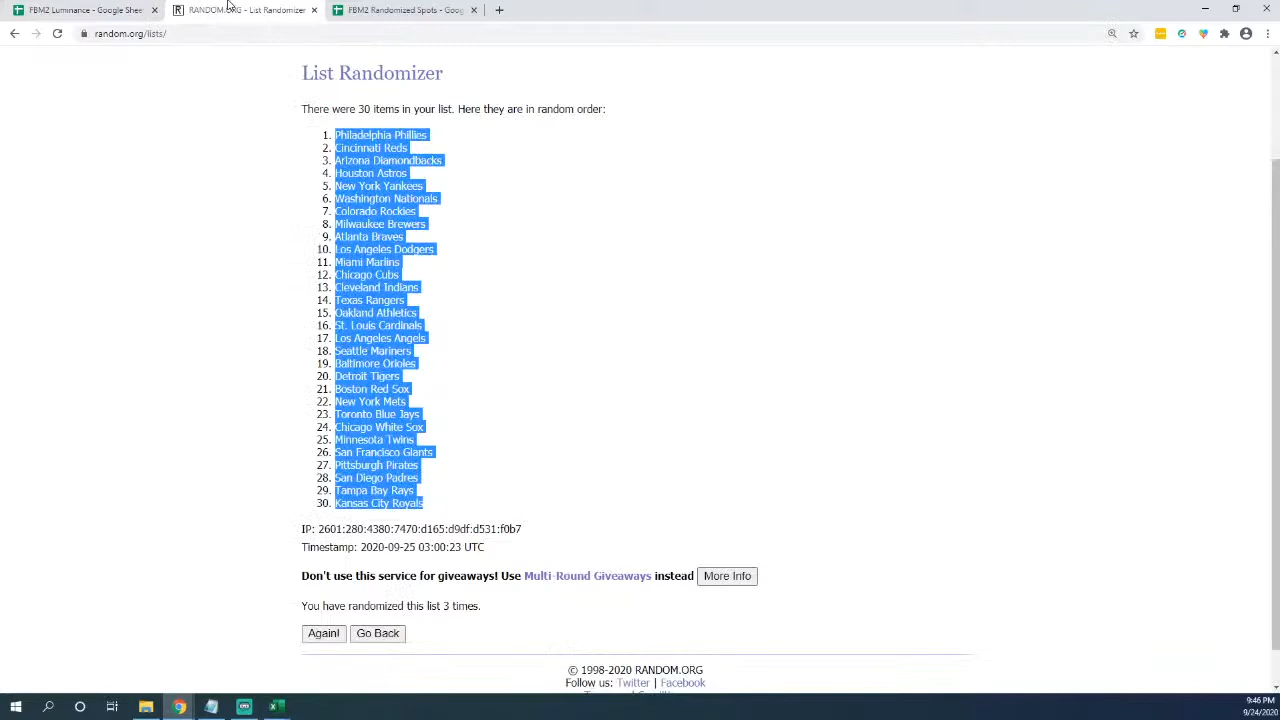 FBM2 Luminance - Google Shee
RANDOM.ORG - List Randomizer
FBM2 Randomized Spots - Goog
random.org/lists/
List Randomizer
There were 30 items in your list. Here they are in random order:
1. Philadelphia Phillies
2. Cincinnati Reds
3. Arizona Diamondbacks
4. Houston Astros
5. New York Yankees
6. Washington Nationals
7. Colorado Rockies
8. Milwaukee Brewers
9. Atlanta Braves
10. Los Angeles Dodgers
11. Miami Marlins
12. Chicago Cubs
13. Cleveland Indians
14. Texas Rangers
15. Oakland Athletics
16. St. Louis Cardinals
17. Los Angeles Angels
18. Seattle Mariners
19. Baltimore Orioles
20. Detroit Tigers
21. Boston Red Sox
22. New York Mets
23. Toronto Blue Jays
24. Chicago White Sox
25. Minnesota Twins
26. San Francisco Giants
27. Pittsburgh Pirates
28. San Diego Padres
29. Tampa Bay Rays
30. Kansas City Royals
IP: 2601:280:4380:7470:d165:d9df:d531:f0b7
Timestamp: 2020-09-25 03:00:23 UTC
Don't use this service for giveaways! Use Multi-Round Giveaways instead More Info
You have randomized this list 3 times.
Again! Go Back
© 1998-2020 RANDOM.ORG
Follow us: Twitter | Facebook
9:46 PM
9/24/2020